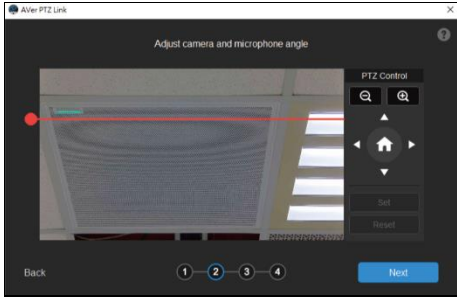 AVer PTZ Link
Adjust camera and microphone angle
PTZ Control
Set
Reset
Back
1 2 3 4
Next